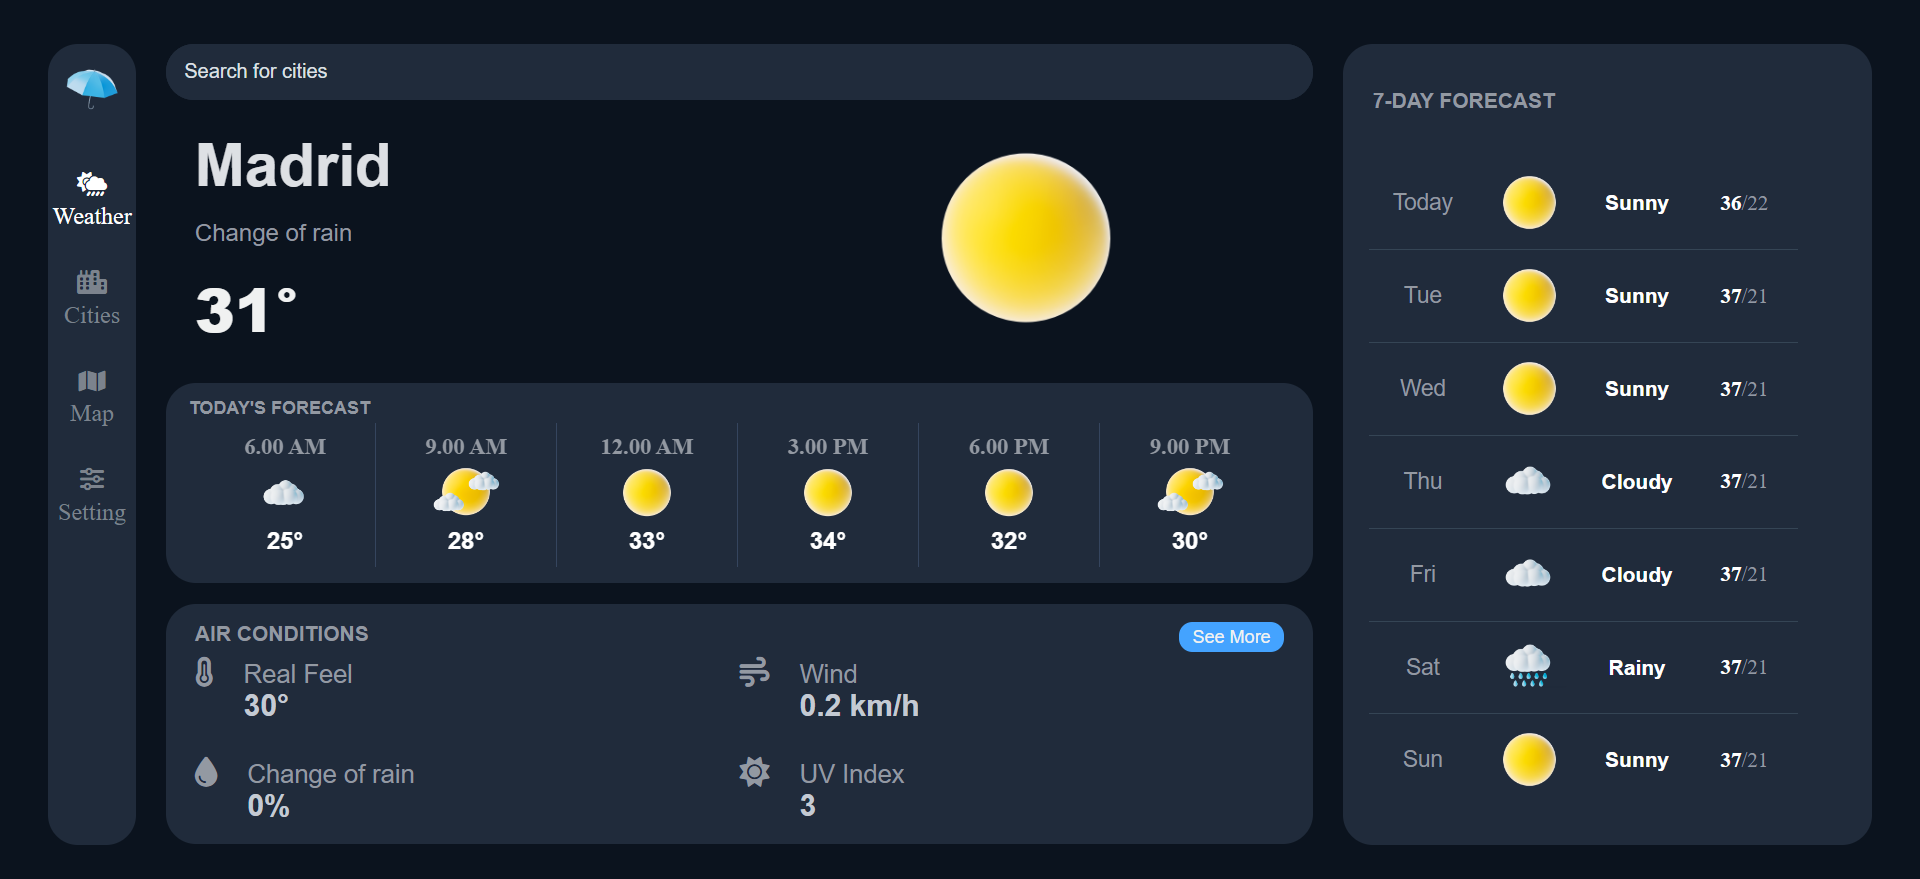 Weather
Cities
Map
Setting
Search for cities
Madrid
Change of rain
31°
TODAY'S FORECAST
6.00 AM 9.00 AM 12.00 AM 3.00 PM 6.00 PM 9.00 PM
25° 28° 33° 34° 32° 30°
AIR CONDITIONS
See More
Real Feel
30°
Wind
0.2 km/h
Change of rain
0%
UV Index
3
7-DAY FORECAST
Today Sunny 36/22
Tue Sunny 37/21
Wed Sunny 37/21
Thu Cloudy 37/21
Fri Cloudy 37/21
Sat Rainy 37/21
Sun Sunny 37/21